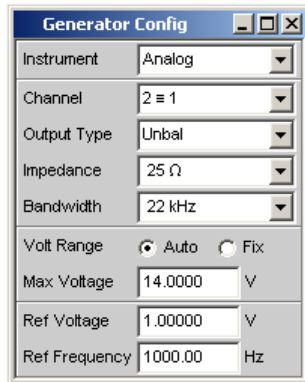 Generator Config
Instrument Analog
Channel 2 ≡ 1
Output Type Unbal
Impedance 25 Ω
Bandwidth 22 kHz
Volt Range Auto Fix
Max Voltage 14.0000 V
Ref Voltage 1.00000 V
Ref Frequency 1000.00 Hz